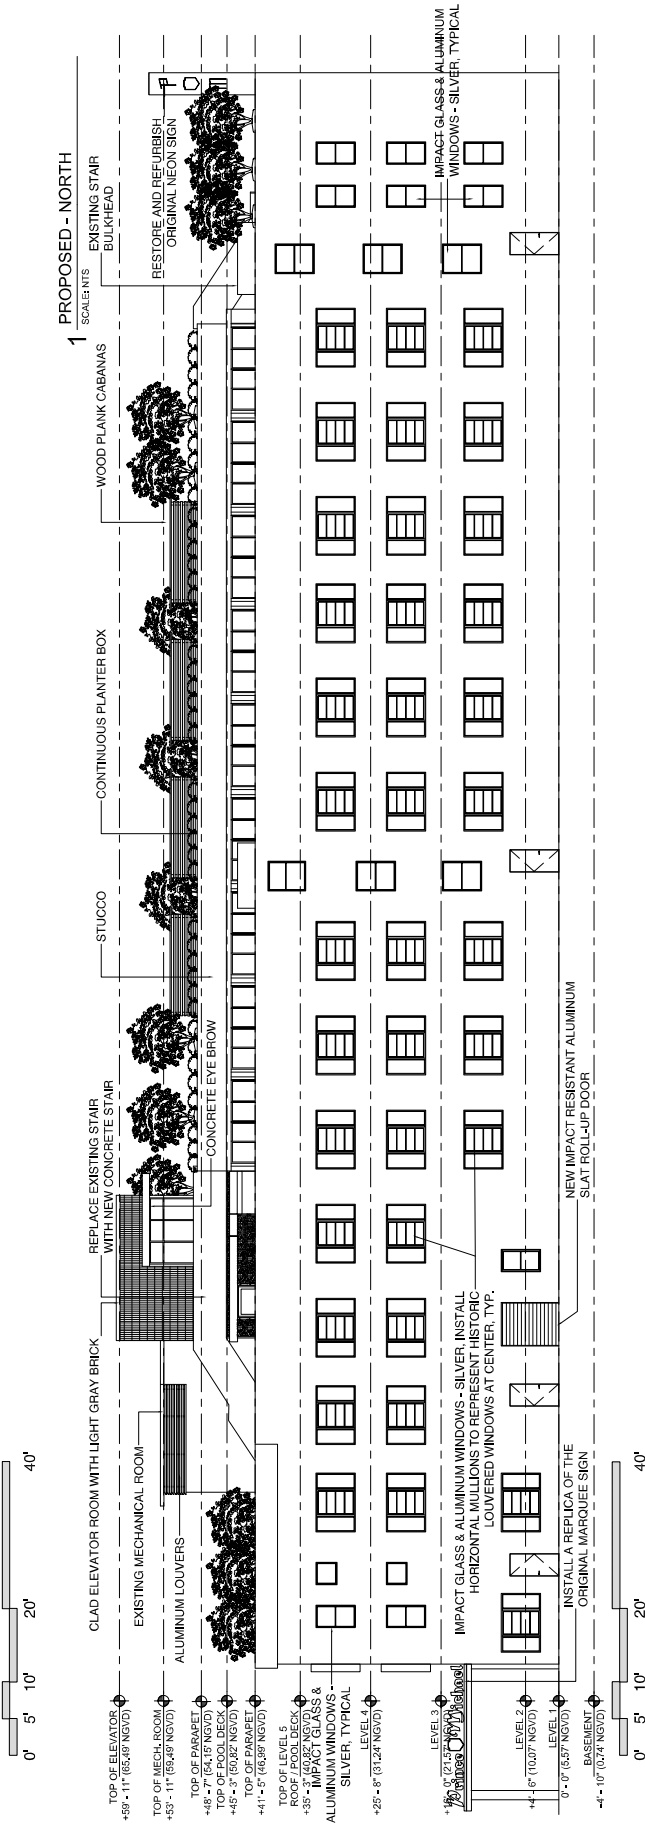 1 PROPOSED - NORTH
SCALE: NTS
CLAD ELEVATOR ROOM WITH LIGHT GRAY BRICK
REPLACE EXISTING STAIR
WITH NEW CONCRETE STAIR
STUCCO
CONTINUOUS PLANTER BOX
WOOD PLANK CABANAS
EXISTING STAIR
BULKHEAD
EXISTING MECHANICAL ROOM
ALUMINUM LOUVERS
CONCRETE EYE BROW
RESTORE AND REFURBISH
ORIGINAL NEON SIGN
TOP OF ELEVATOR
+59' - 11" (65.49' NGVD)
TOP OF MECH. ROOM
+53' - 11" (59.49' NGVD)
TOP OF PARAPET
+48' - 7" (54.15' NGVD)
TOP OF POOL DECK
+45' - 3" (50.82' NGVD)
TOP OF PARAPET
+41' - 5" (46.99' NGVD)
TOP OF LEVEL 5
ROOF / POOLDECK
+35' - 3" (40.82' NGVD)
IMPACT GLASS &
ALUMINUM WINDOWS -
SILVER, TYPICAL
LEVEL 4
+25' - 8" (31.24' NGVD)
LEVEL 3
+16' - 0" (21.57' NGVD)
Prince Michael
LEVEL 2
+4' - 6" (10.07' NGVD)
LEVEL 1
0' - 0" (5.57' NGVD)
BASEMENT
-4' - 10" (0.74' NGVD)
IMPACT GLASS & ALUMINUM
WINDOWS - SILVER, TYPICAL
IMPACT GLASS & ALUMINUM WINDOWS - SILVER, INSTALL
HORIZONTAL MULLIONS TO REPRESENT HISTORIC
LOUVERED WINDOWS AT CENTER, TYP.
INSTALL A REPLICA OF THE
ORIGINAL MARQUEE SIGN
NEW IMPACT RESISTANT ALUMINUM
SLAT ROLL-UP DOOR
0' 5' 10' 20' 40'
0' 5' 10' 20' 40'